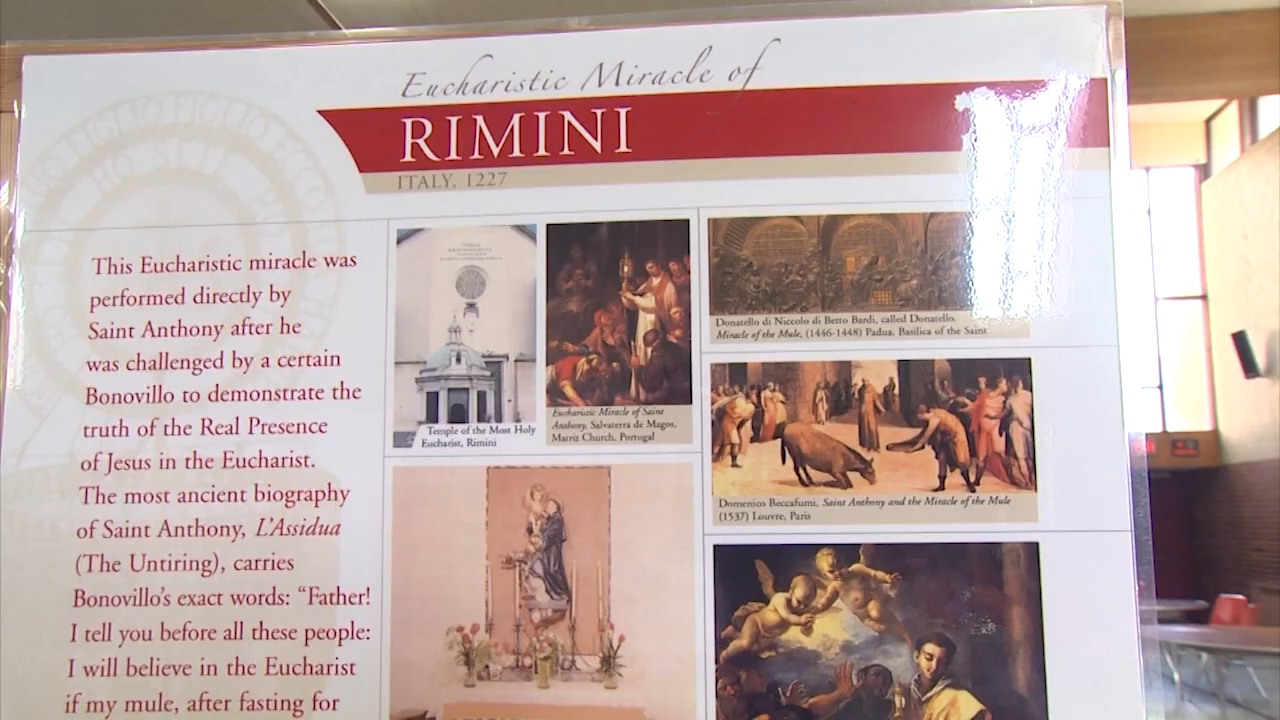 Eucharistic Miracle of
RIMINI
ITALY, 1227
This Eucharistic miracle was
performed directly by
Saint Anthony after he
was challenged by a certain
Bonovillo to demonstrate the
truth of the Real Presence
of Jesus in the Eucharist.
The most ancient biography
of Saint Anthony, L'Assidua
(The Untiring), carries
Bonovillo's exact words: “Father!
I tell you before all these people:
I will believe in the Eucharist
if my mule, after fasting for
Temple of the Most Holy
Eucharist, Rimini
Eucharistic Miracle of Saint
Anthony, Salvaterra de Magos,
Matriz Church, Portugal
Donatello di Niccolo di Betto Bardi, called Donatello,
Miracle of the Mule, (1446-1448) Padua, Basilica of the Saint
Domenico Beccafumi, Saint Anthony and the Miracle of the Mule
(1537) Louvre, Paris